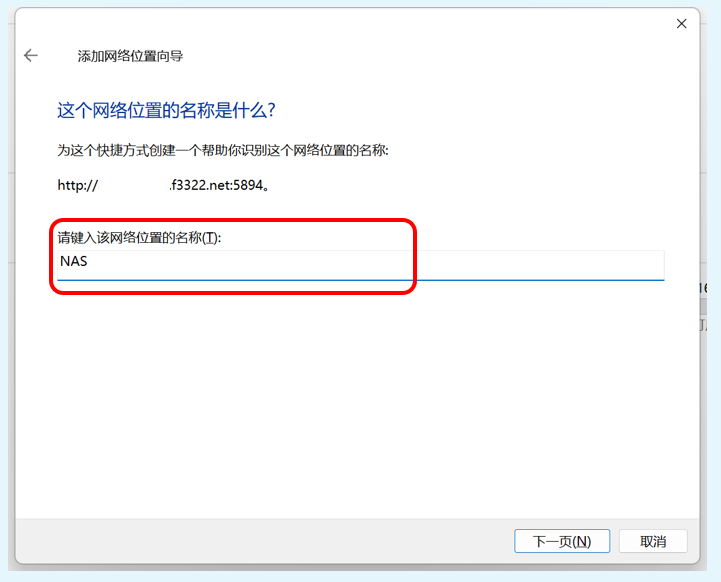 添加网络位置向导
这个网络位置的名称是什么?
为这个快捷方式创建一个帮助你识别这个网络位置的名称:
http:// .f3322.net:5894。
请键入该网络位置的名称(T):
NAS
下一页(N)
取消